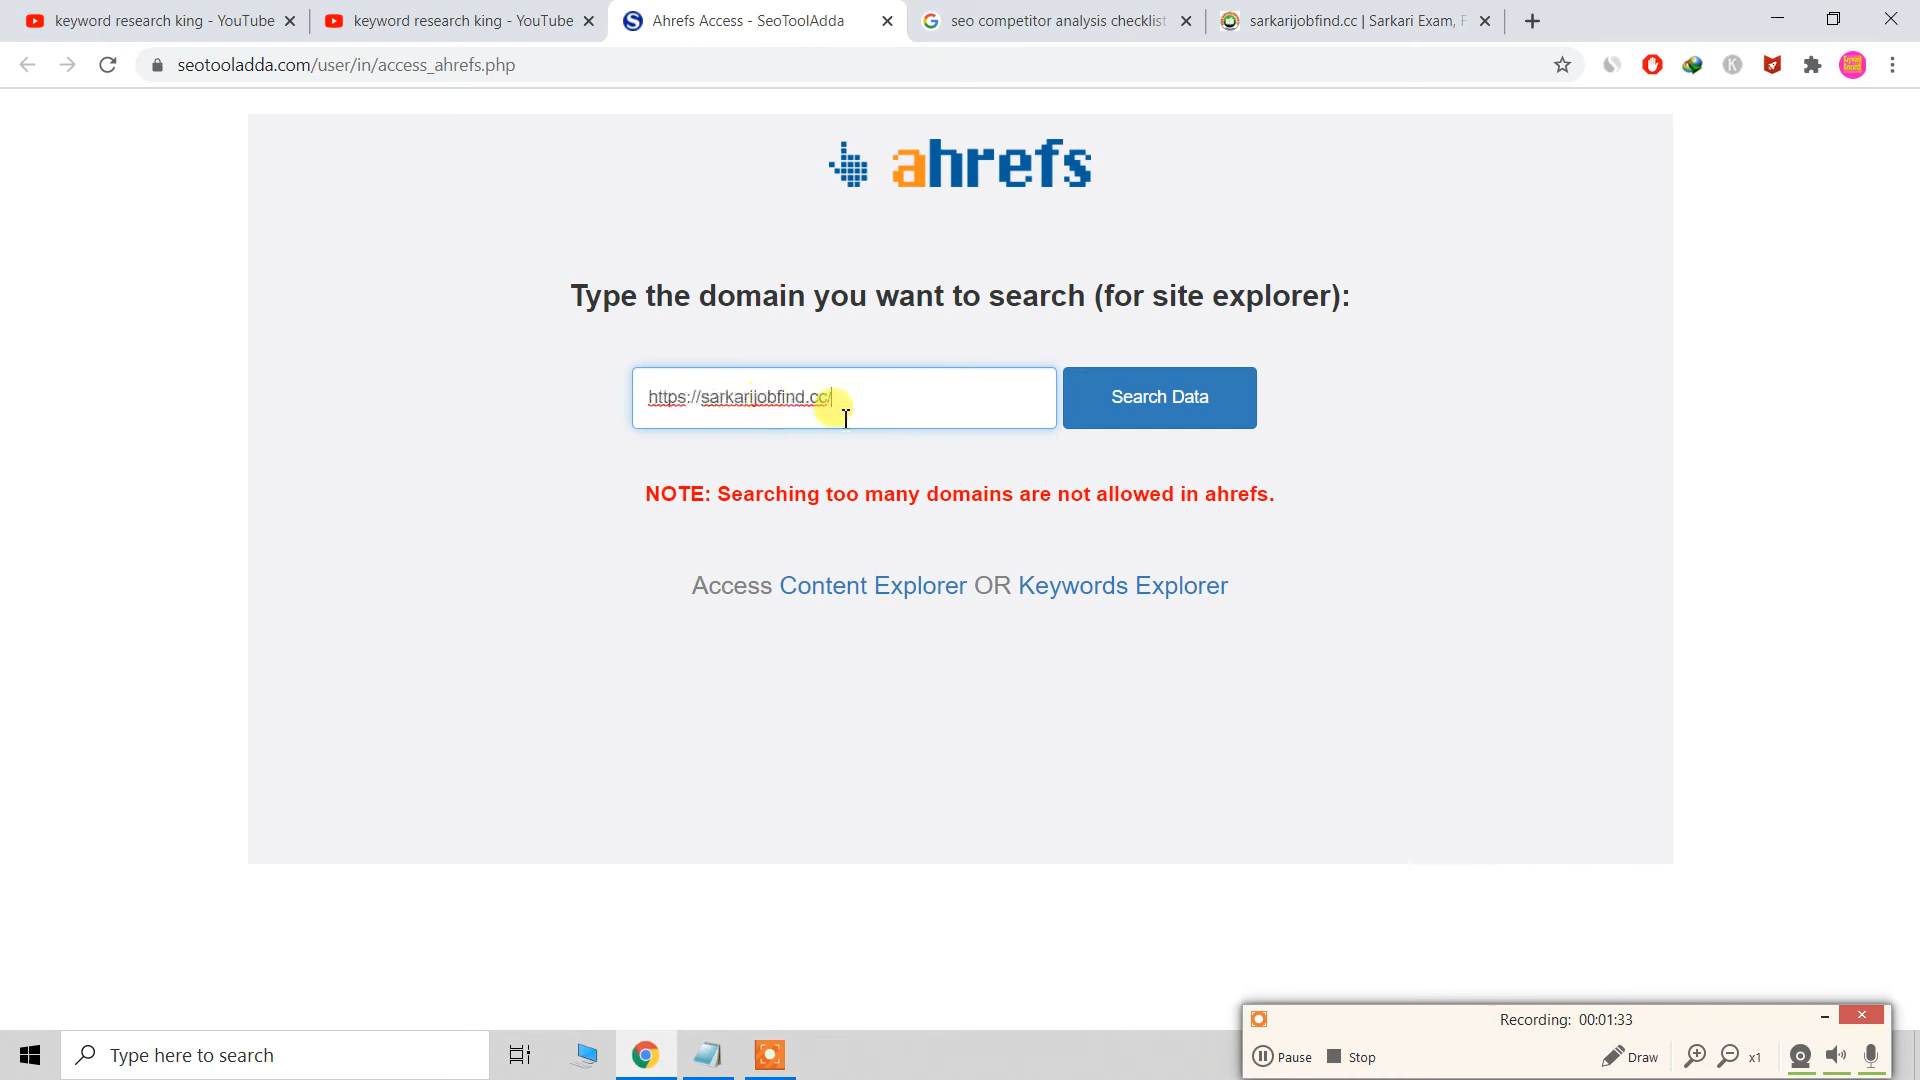 keyword research king - YouTube
keyword research king - YouTube
Ahrefs Access - SeoToolAdda
seo competitor analysis checklist
sarkarijobfind.cc | Sarkari Exam, F
seotooladda.com/user/in/access_ahrefs.php
ahrefs
Type the domain you want to search (for site explorer):
https://sarkarijobfind.cc/
Search Data
NOTE: Searching too many domains are not allowed in ahrefs.
Access Content Explorer OR Keywords Explorer
Recording: 00:01:33
Pause
Stop
Draw
x1
Type here to search